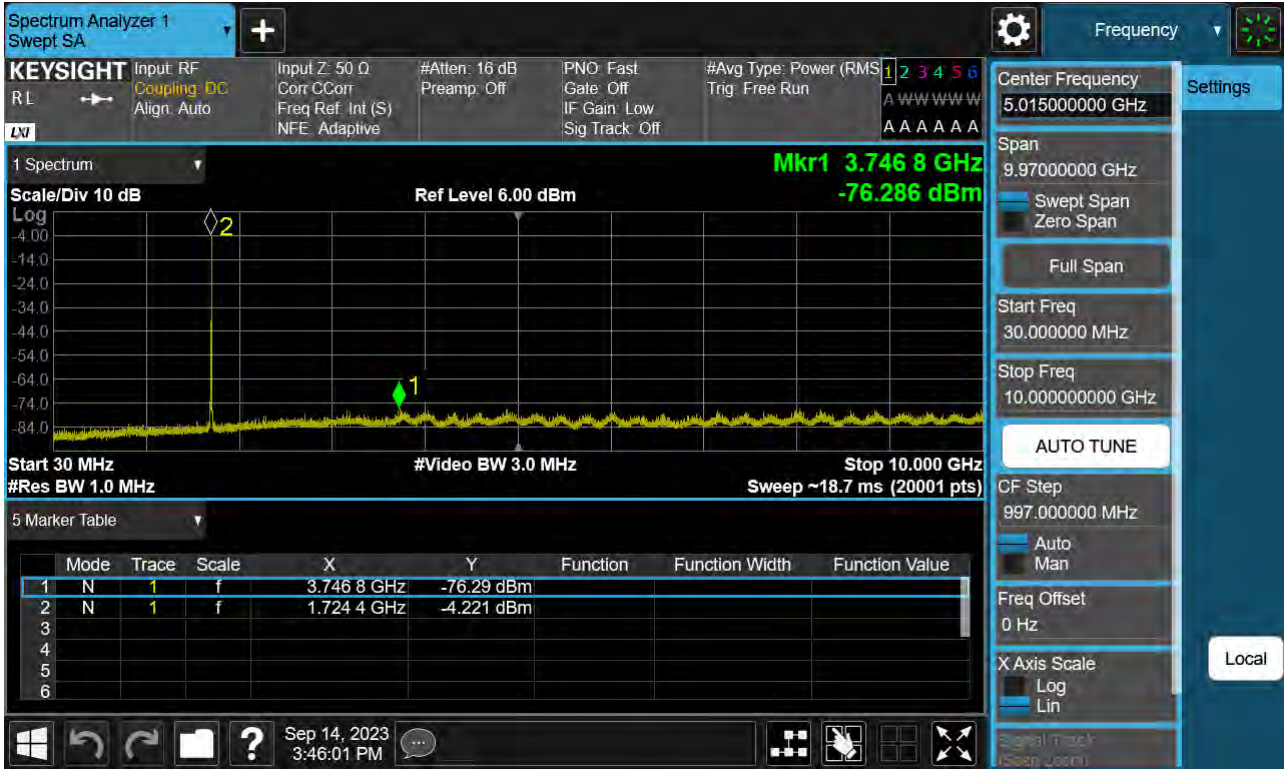 Spectrum Analyzer 1
Swept SA
+
Frequency
KEYSIGHT
RL
LXI
Input: RF
Coupling: DC
Align: Auto
Input Z: 50 Ω
Corr CCorr
Freq Ref: Int (S)
NFE: Adaptive
#Atten: 16 dB
Preamp: Off
PNO: Fast
Gate: Off
IF Gain: Low
Sig Track: Off
#Avg Type: Power (RMS
Trig: Free Run
1 2 3 4 5 6
A W W W W W
A A A A A A
Center Frequency
5.015000000 GHz
Settings
Span
9.97000000 GHz
Swept Span
Zero Span
Full Span
Start Freq
30.000000 MHz
Stop Freq
10.000000000 GHz
AUTO TUNE
CF Step
997.000000 MHz
Auto
Man
Freq Offset
0 Hz
X Axis Scale
Log
Lin
Signal Track
(Span Zoom)
Local
1 Spectrum
Mkr1 3.746 8 GHz
-76.286 dBm
Scale/Div 10 dB
Ref Level 6.00 dBm
Log
-4.00
-14.0
-24.0
-34.0
-44.0
-54.0
-64.0
-74.0
-84.0
2
1
Start 30 MHz
#Video BW 3.0 MHz
Stop 10.000 GHz
#Res BW 1.0 MHz
Sweep ~18.7 ms (20001 pts)
5 Marker Table
Mode Trace Scale X Y Function Function Width Function Value
1 N 1 f 3.746 8 GHz -76.29 dBm
2 N 1 f 1.724 4 GHz -4.221 dBm
3
4
5
6
?
Sep 14, 2023
3:46:01 PM